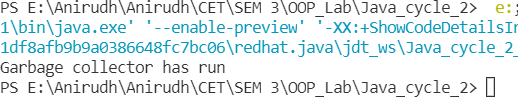 PS E:\Anirudh\Anirudh\CET\SEM 3\OOP_Lab\Java_cycle_2> e:;
1\bin\java.exe' '--enable-preview' '-XX:+ShowCodeDetailsIn
1df8afb9b9a0386648fc7bc06\redhat.java\jdt_ws\Java_cycle_2_
Garbage collector has run
PS E:\Anirudh\Anirudh\CET\SEM 3\OOP_Lab\Java_cycle_2>